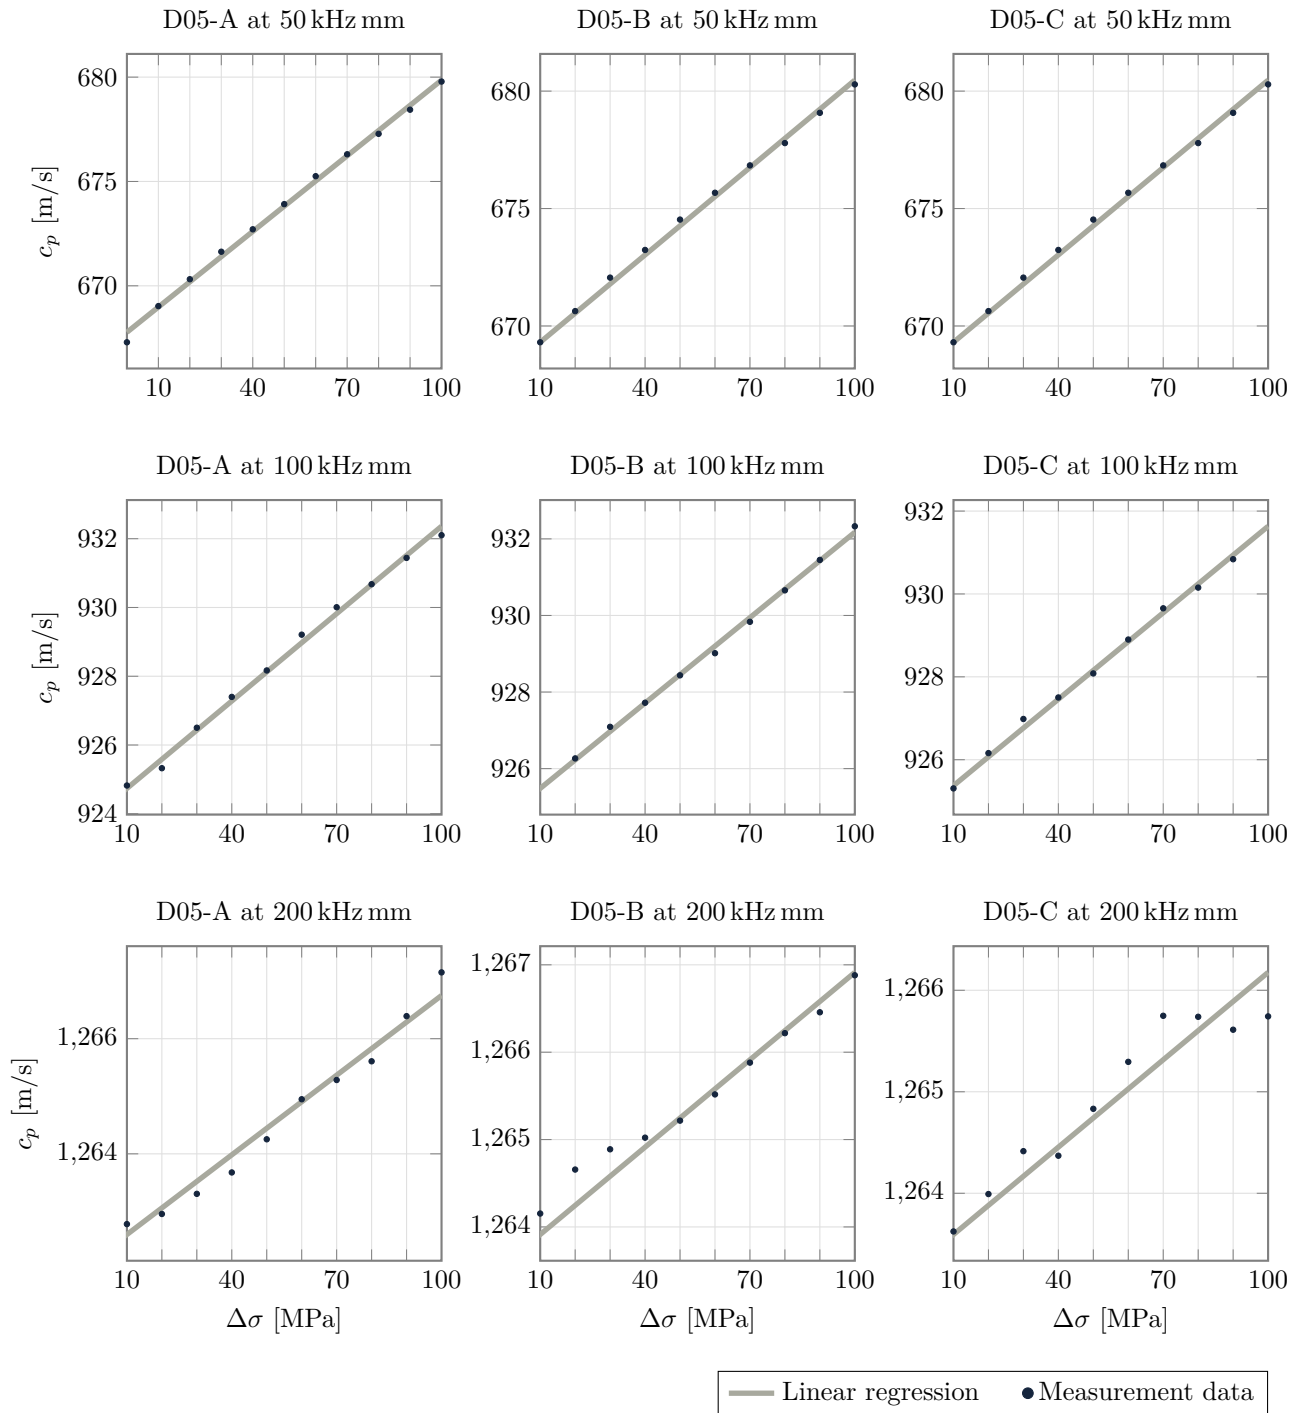 D05-A at 50 kHz mm D05-B at 50 kHz mm D05-C at 50 kHz mm
680 680 680
675 675 675
670 670 670
c_p [m/s]
10 40 70 100 10 40 70 100 10 40 70 100
D05-A at 100 kHz mm D05-B at 100 kHz mm D05-C at 100 kHz mm
932 932 932
930 930 930
928 928 928
926 926 926
924
c_p [m/s]
10 40 70 100 10 40 70 100 10 40 70 100
D05-A at 200 kHz mm D05-B at 200 kHz mm D05-C at 200 kHz mm
1,266 1,267 1,266
1,264 1,266 1,265
1,265 1,264
1,264
c_p [m/s]
10 40 70 100 10 40 70 100 10 40 70 100
Δσ [MPa] Δσ [MPa] Δσ [MPa]
Linear regression Measurement data